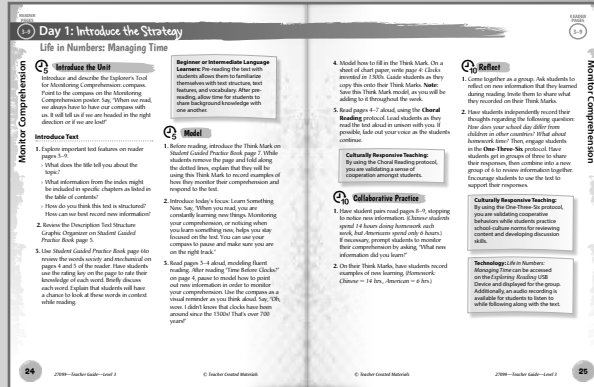 READER PAGES
3–9
Day 1: Introduce the Strategy
Life in Numbers: Managing Time
Monitor Comprehension
Introduce the Unit
Introduce and describe the Explorer's Tool
for Monitoring Comprehension: compass.
Point to the compass on the Monitoring
Comprehension poster. Say, "When we read,
we always have to have our compass with
us. It will tell us if we are headed in the right
direction or if we are lost!"
Introduce Text
1. Explore important text features on reader
pages 3–9.
• What does the title tell you about the
topic?
• What information from the index might
be included in specific chapters as listed in
the table of contents?
• How do you think this text is structured?
How can we best record new information?
2. Review the Description Text Structure
Graphic Organizer on Student Guided
Practice Book page 5.
3. Use Student Guided Practice Book page 6 to
review the words society and mechanical on
pages 4 and 5 of the reader. Have students
use the rating key on the page to rate their
knowledge of each word. Briefly discuss
each word. Explain that students will have
a chance to look at these words in context
while reading.
Beginner or Intermediate Language
Learners: Pre-reading the text with
students allows them to familiarize
themselves with text structure, text
features, and vocabulary. After pre-
reading, allow time for students to share
background knowledge with one
another.
5
Model
1. Before reading, introduce the Think Mark on
Student Guided Practice Book page 7. While
students remove the page and fold along
the dotted lines, explain that they will be
using this Think Mark to record examples of
how they monitor their comprehension and
respond to the text.
2. Introduce today's focus: Learn Something
New. Say, "When you read, you are
constantly learning new things. Monitoring
your comprehension, or noticing when
you learn something new, helps you stay
focused on the text. You can use your
compass to pause and make sure you are
on the right track."
3. Read pages 3–4 aloud, modeling fluent
reading. After reading "Time Before Clocks?"
on page 4, pause to model how to point
out new information in order to monitor
your comprehension. Use the compass as a
visual reminder as you think aloud. Say, "Oh,
wow. I didn't know that clocks have been
around since the 1300s! That's over 700
years!"
24
27099—Teacher Guide—Level 3
© Teacher Created Materials
4. Model how to fill in the Think Mark. On a
sheet of chart paper, write page 4: Clocks
invented in 1300s. Guide students as they
copy this onto their Think Marks. Note:
Save this Think Mark model, as you will be
adding to it throughout the week.
5. Read pages 4–7 aloud, using the Choral
Reading protocol. Lead students as they
read the text aloud in unison with you. If
possible, fade out your voice as the students
continue.
Culturally Responsive Teaching:
By using the Choral Reading protocol,
you are validating a sense of
cooperation amongst students.
10
Collaborative Practice
1. Have student pairs read pages 8–9, stopping
to notice new information. (Chinese students
spend 14 hours doing homework each
week, but Americans spend only 6 hours.) If
necessary, prompt students to monitor their
comprehension by asking, "What new
information did you learn?"
2. On their Think Marks, have students record
examples of new learning. (Homework:
Chinese = 14 hrs., American = 6 hrs.)
READER PAGES
3–9
10
Reflect
1. Come together as a group. Ask students to
reflect on new information that they learned
during reading. Invite them to share what
they recorded on their Think Marks.
2. Have students independently record their
thoughts regarding the following question:
How does your school day differ from
children in other countries? What about
homework time? Then, engage students
in the One-Three-Six protocol. Have
students get in groups of three to share
their responses, then combine into a new
group of 6 to review information together.
Encourage students to use the text to
support their responses.
Culturally Responsive Teaching:
By using the One-Three-Six protocol,
you are validating cooperative
behaviors while students practice
school-culture norms for reviewing
content and developing discussion
skills.
Technology: Life in Numbers:
Managing Time can be accessed
on the Exploring Reading USB
Device and displayed for the group.
Additionally, an audio recording is
available for students to listen to
while following along with the text.
Monitor Comprehension
© Teacher Created Materials
27099—Teacher Guide—Level 3
25